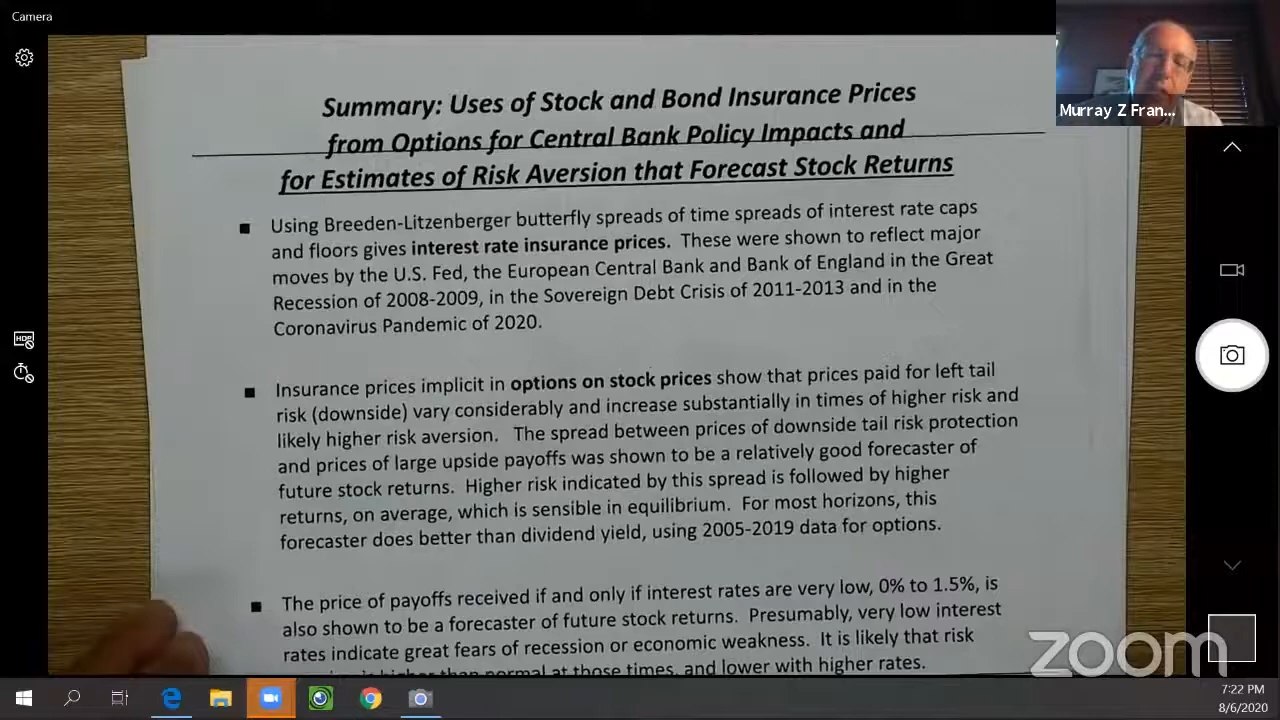 Camera
Murray Z Fran...
Summary: Uses of Stock and Bond Insurance Prices
from Options for Central Bank Policy Impacts and
for Estimates of Risk Aversion that Forecast Stock Returns
■ Using Breeden-Litzenberger butterfly spreads of time spreads of interest rate caps
and floors gives interest rate insurance prices. These were shown to reflect major
moves by the U.S. Fed, the European Central Bank and Bank of England in the Great
Recession of 2008-2009, in the Sovereign Debt Crisis of 2011-2013 and in the
Coronavirus Pandemic of 2020.
■ Insurance prices implicit in options on stock prices show that prices paid for left tail
risk (downside) vary considerably and increase substantially in times of higher risk and
likely higher risk aversion. The spread between prices of downside tail risk protection
and prices of large upside payoffs was shown to be a relatively good forecaster of
future stock returns. Higher risk indicated by this spread is followed by higher
returns, on average, which is sensible in equilibrium. For most horizons, this
forecaster does better than dividend yield, using 2005-2019 data for options.
■ The price of payoffs received if and only if interest rates are very low, 0% to 1.5%, is
also shown to be a forecaster of future stock returns. Presumably, very low interest
rates indicate great fears of recession or economic weakness. It is likely that risk
than normal at those times, and lower with higher rates.
HDR
zoom
7:22 PM
8/6/2020